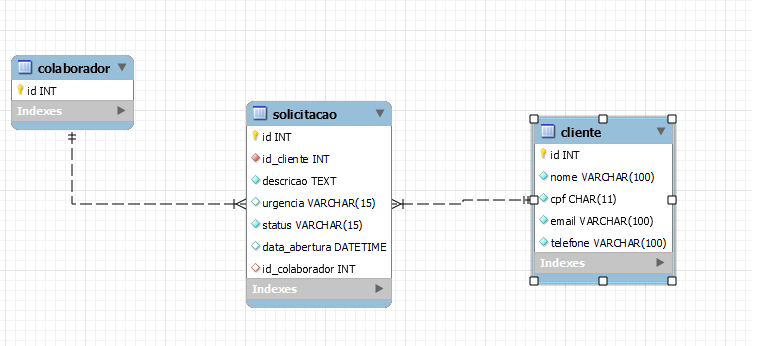 colaborador
id INT
Indexes
solicitacao
id INT
id_cliente INT
descricao TEXT
urgencia VARCHAR(15)
status VARCHAR(15)
data_abertura DATETIME
id_colaborador INT
Indexes
cliente
id INT
nome VARCHAR(100)
cpf CHAR(11)
email VARCHAR(100)
telefone VARCHAR(100)
Indexes